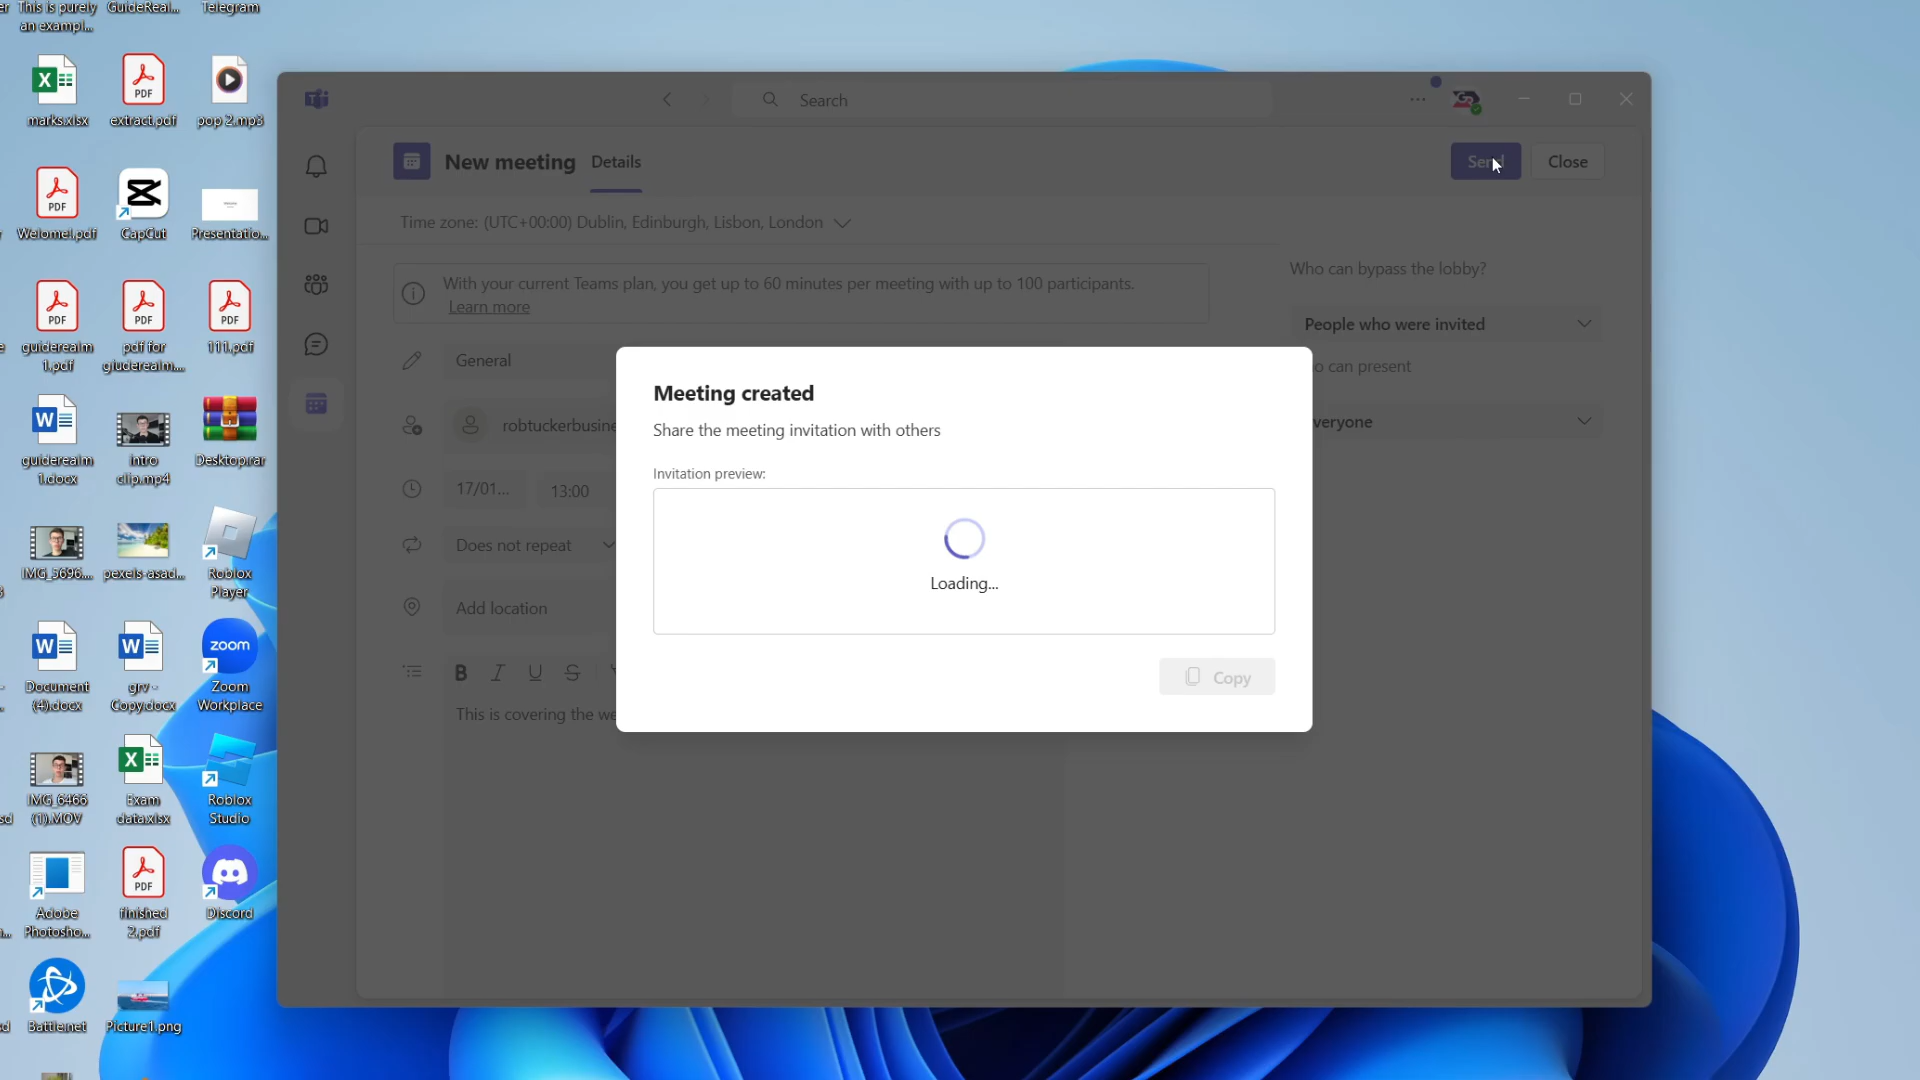 This is purely
an exampl...
GuideReal...
Telegram
marks.xlsx
extract.pdf
pop 2.mp3
Welome!.pdf
CapCut
Presentatio...
guiderealm
1.pdf
pdf for
giuderealm....
111.pdf
guiderealm
1.docx
intro
clip.mp4
Desktop.rar
IMG_3696....
pexels-asad...
Roblox
Player
zoom
Document
(4).docx
grv -
Copy.docx
Zoom
Workplace
IMG_6466
(1).MOV
Exam
data.xlsx
Roblox
Studio
Adobe
Photosho...
finished
2.pdf
Discord
Battle.net
Picture1.png
Search
New meeting
Details
Send
Close
Time zone: (UTC+00:00) Dublin, Edinburgh, Lisbon, London
With your current Teams plan, you get up to 60 minutes per meeting with up to 100 participants.
Learn more
Who can bypass the lobby?
People who were invited
o can present
veryone
General
robtuckerbusine
17/01...
13:00
Does not repeat
Add location
B I U S
This is covering the we
Meeting created
Share the meeting invitation with others
Invitation preview:
Loading...
Copy